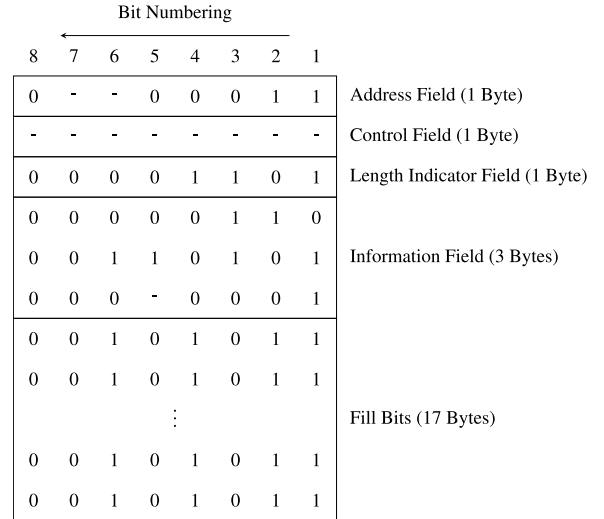 Bit Numbering
8 7 6 5 4 3 2 1
0 - - 0 0 0 1 1 Address Field (1 Byte)
- - - - - - - - Control Field (1 Byte)
0 0 0 0 1 1 0 1 Length Indicator Field (1 Byte)
0 0 0 0 0 1 1 0
0 0 1 1 0 1 0 1 Information Field (3 Bytes)
0 0 0 - 0 0 0 1
0 0 1 0 1 0 1 1
0 0 1 0 1 0 1 1
⋮ Fill Bits (17 Bytes)
0 0 1 0 1 0 1 1
0 0 1 0 1 0 1 1